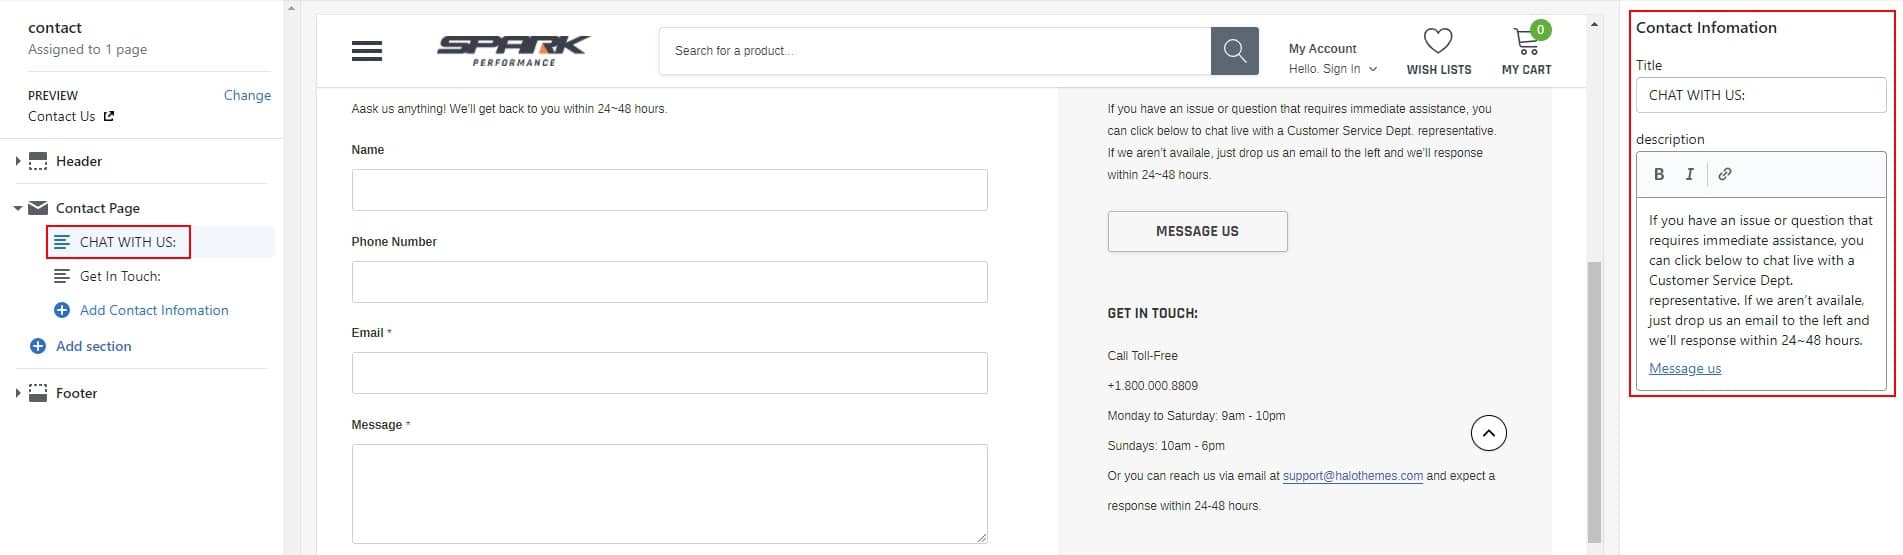 contact
Assigned to 1 page
PREVIEW
Change
Contact Us
Header
Contact Page
CHAT WITH US:
Get In Touch:
Add Contact Infomation
Add section
Footer
SPARK
PERFORMANCE
Search for a product...
My Account
Hello. Sign In
WISH LISTS
0
MY CART
Aask us anything! We'll get back to you within 24~48 hours.
Name
Phone Number
Email *
Message *
If you have an issue or question that requires immediate assistance, you
can click below to chat live with a Customer Service Dept. representative.
If we aren't availale, just drop us an email to the left and we'll response
within 24~48 hours.
MESSAGE US
GET IN TOUCH:
Call Toll-Free
+1.800.000.8809
Monday to Saturday: 9am - 10pm
Sundays: 10am - 6pm
Or you can reach us via email at support@halothemes.com and expect a
response within 24-48 hours.
Contact Infomation
Title
CHAT WITH US:
description
B I
If you have an issue or question that
requires immediate assistance, you
can click below to chat live with a
Customer Service Dept.
representative. If we aren't availale,
just drop us an email to the left and
we'll response within 24~48 hours.
Message us